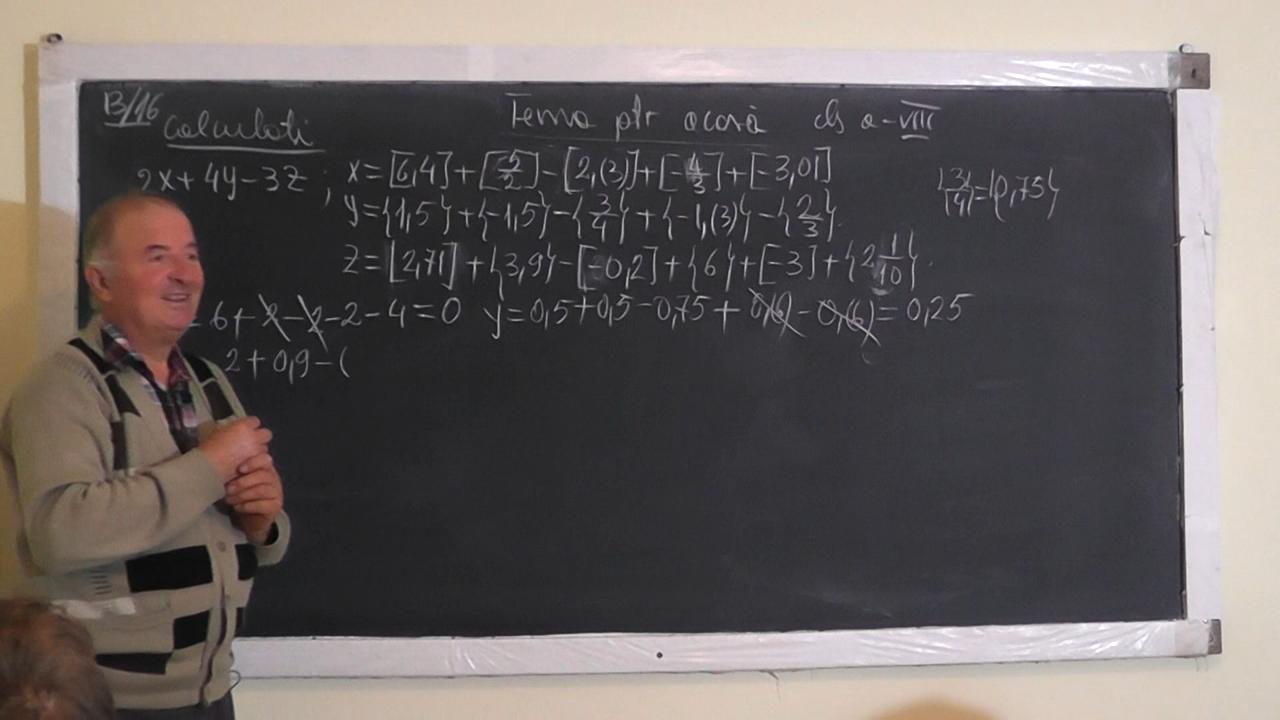 B/16 Calculati Tema ptr acasă cls a-VIII
2x+4y-3z ; x=[6,4]+[5/2]-[2,(3)]+[-4/3]+[-3,01]
{3/4}={0,75}
y={1,5}+{-1,5}-{3/4}+{-1,(3)}-{2/3}.
z=[2,71]+{3,9}-[-0,2]+{6}+[-3]+{2 1/10}.
6+2-2-2-4=0 y=0,5+0,5-0,75+0,(6)-0,(6)=0,25
2+0,9-(